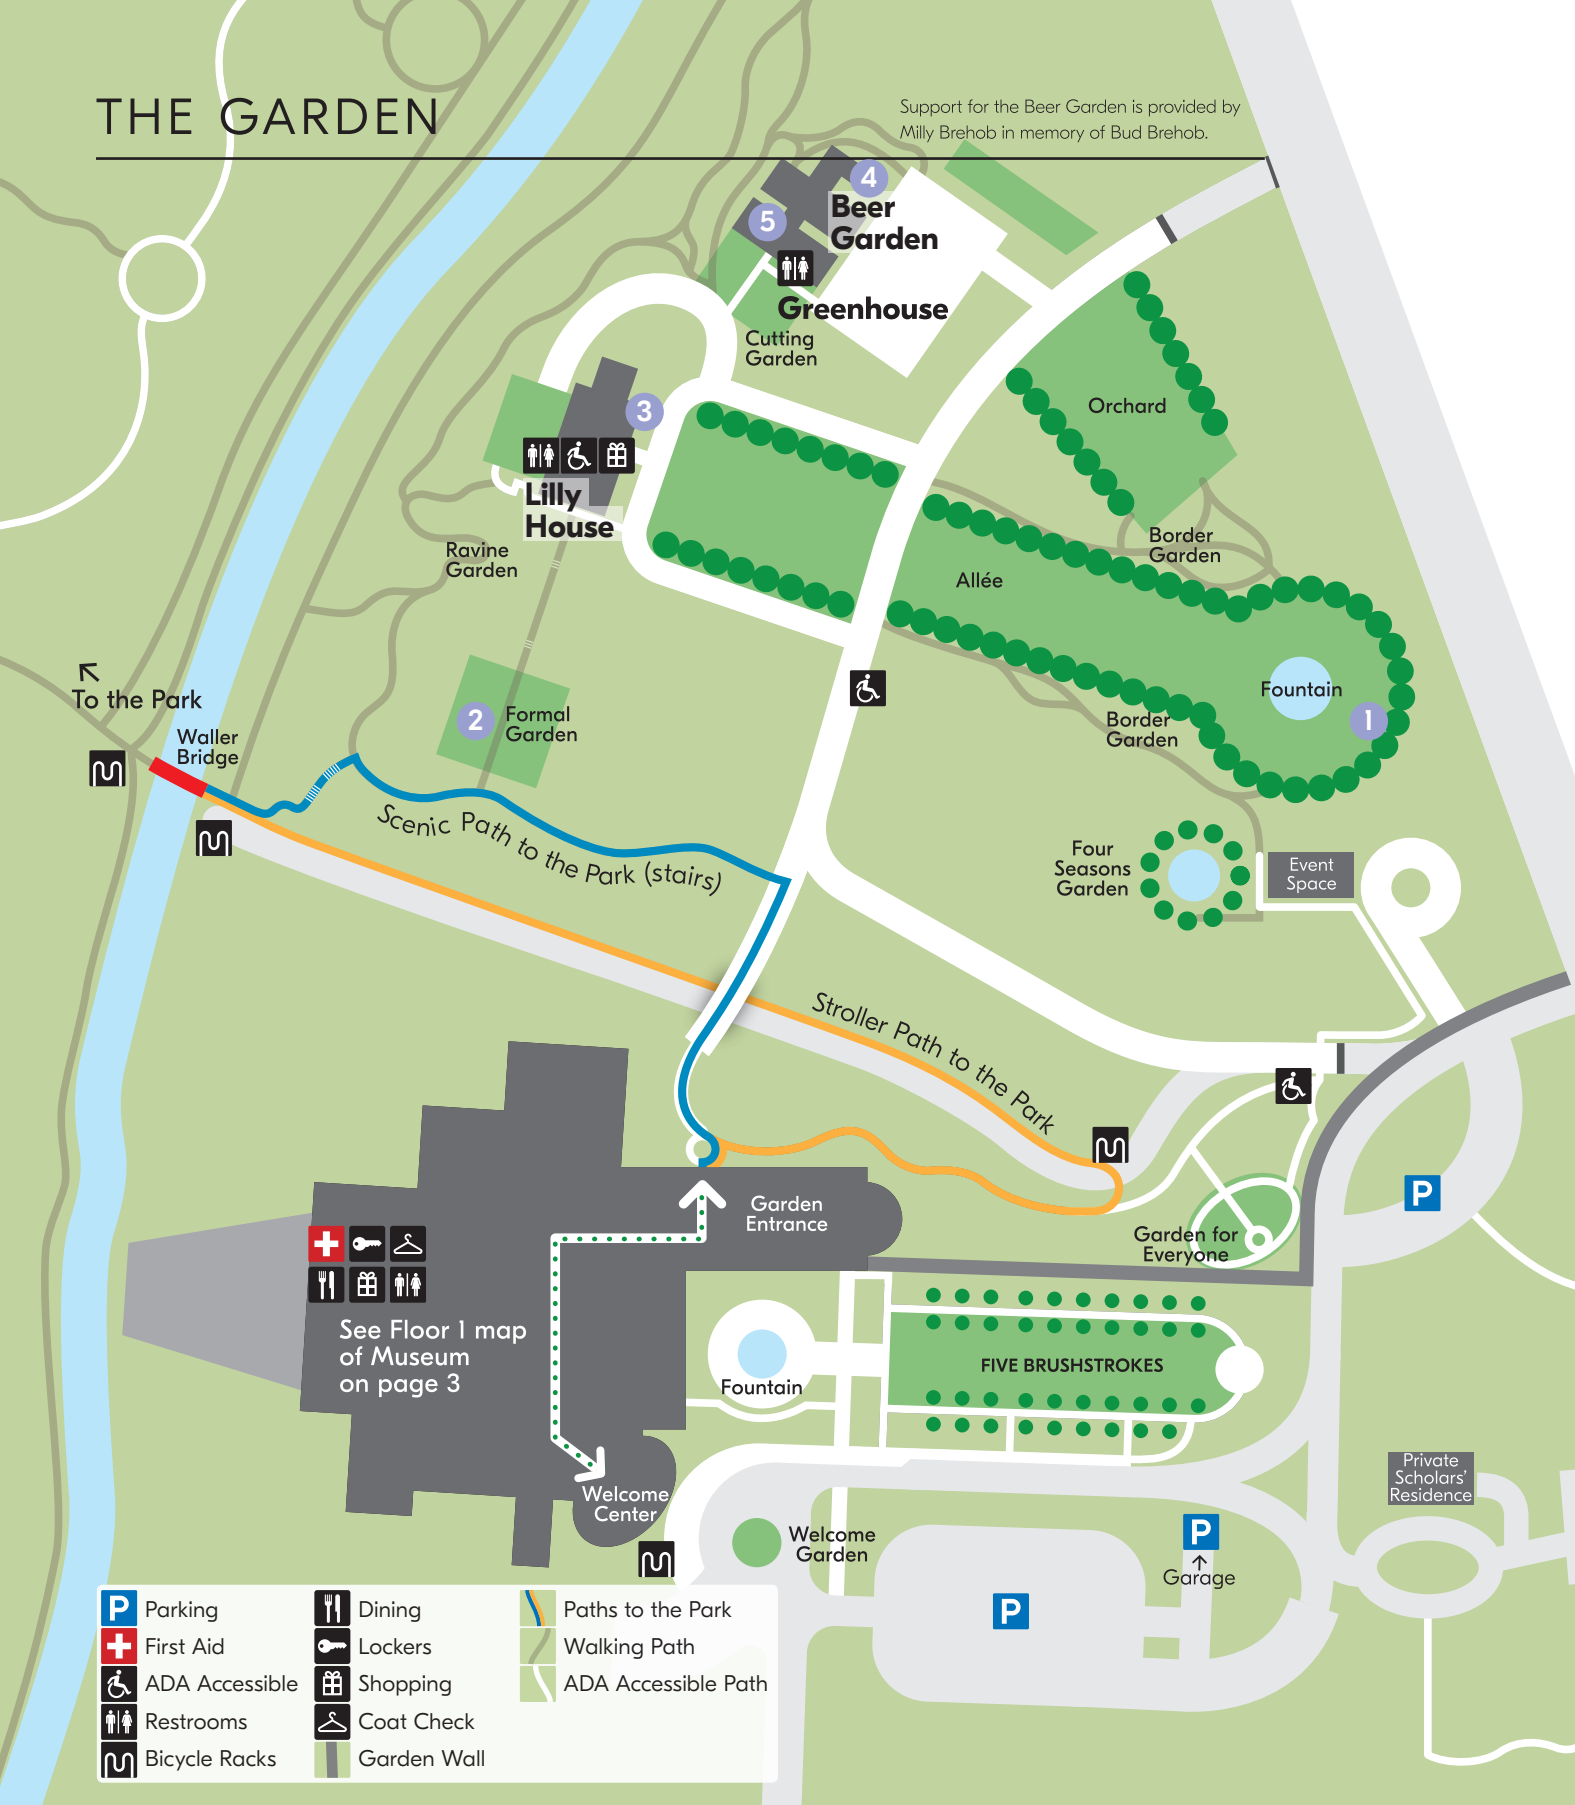 THE GARDEN
Support for the Beer Garden is provided by
Milly Brehob in memory of Bud Brehob.
4
Beer
Garden
5
Greenhouse
Cutting
Garden
3
Lilly
House
Orchard
Border
Garden
Allée
Ravine
Garden
Fountain
1
To the Park
Waller
Bridge
2
Formal
Garden
Border
Garden
Scenic Path to the Park (stairs)
Four
Seasons
Garden
Event
Space
Stroller Path to the Park
P
Garden
Entrance
Garden for
Everyone
See Floor 1 map
of Museum
on page 3
Fountain
FIVE BRUSHSTROKES
Private
Scholars'
Residence
Welcome
Center
Welcome
Garden
P
Garage
P
P Parking
First Aid
ADA Accessible
Restrooms
Bicycle Racks
Dining
Lockers
Shopping
Coat Check
Garden Wall
Paths to the Park
Walking Path
ADA Accessible Path